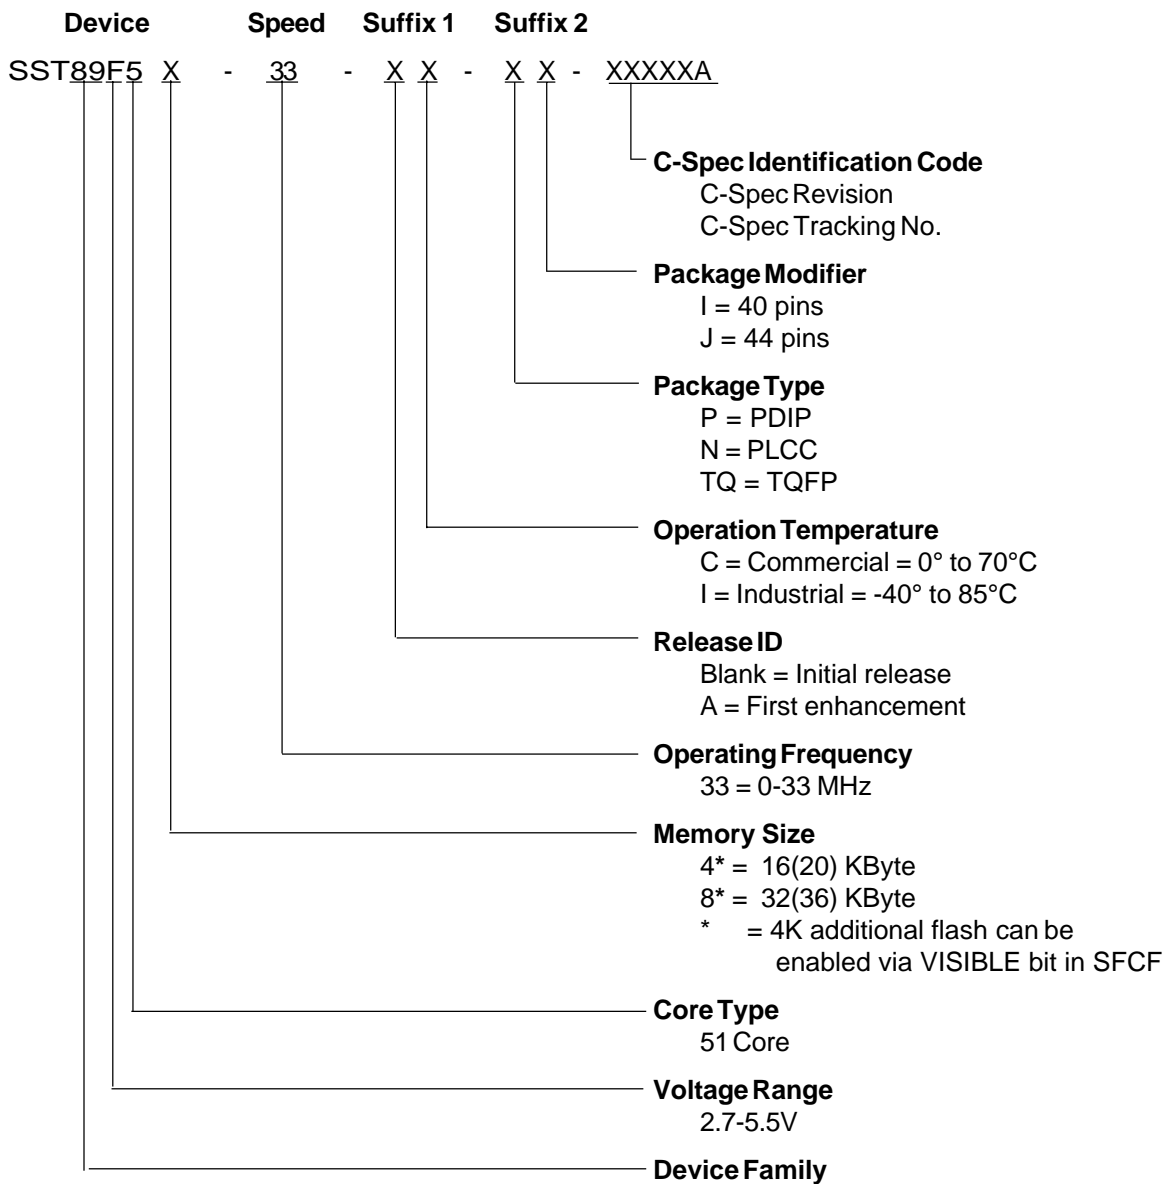 Device Speed Suffix 1 Suffix 2
SST89F5 X - 33 - X X - X X - XXXXXA
C-Spec Identification Code
C-Spec Revision
C-Spec Tracking No.
Package Modifier
I = 40 pins
J = 44 pins
Package Type
P = PDIP
N = PLCC
TQ = TQFP
Operation Temperature
C = Commercial = 0° to 70°C
I = Industrial = -40° to 85°C
Release ID
Blank = Initial release
A = First enhancement
Operating Frequency
33 = 0-33 MHz
Memory Size
4* = 16(20) KByte
8* = 32(36) KByte
* = 4K additional flash can be
enabled via VISIBLE bit in SFCF
Core Type
51 Core
Voltage Range
2.7-5.5V
Device Family